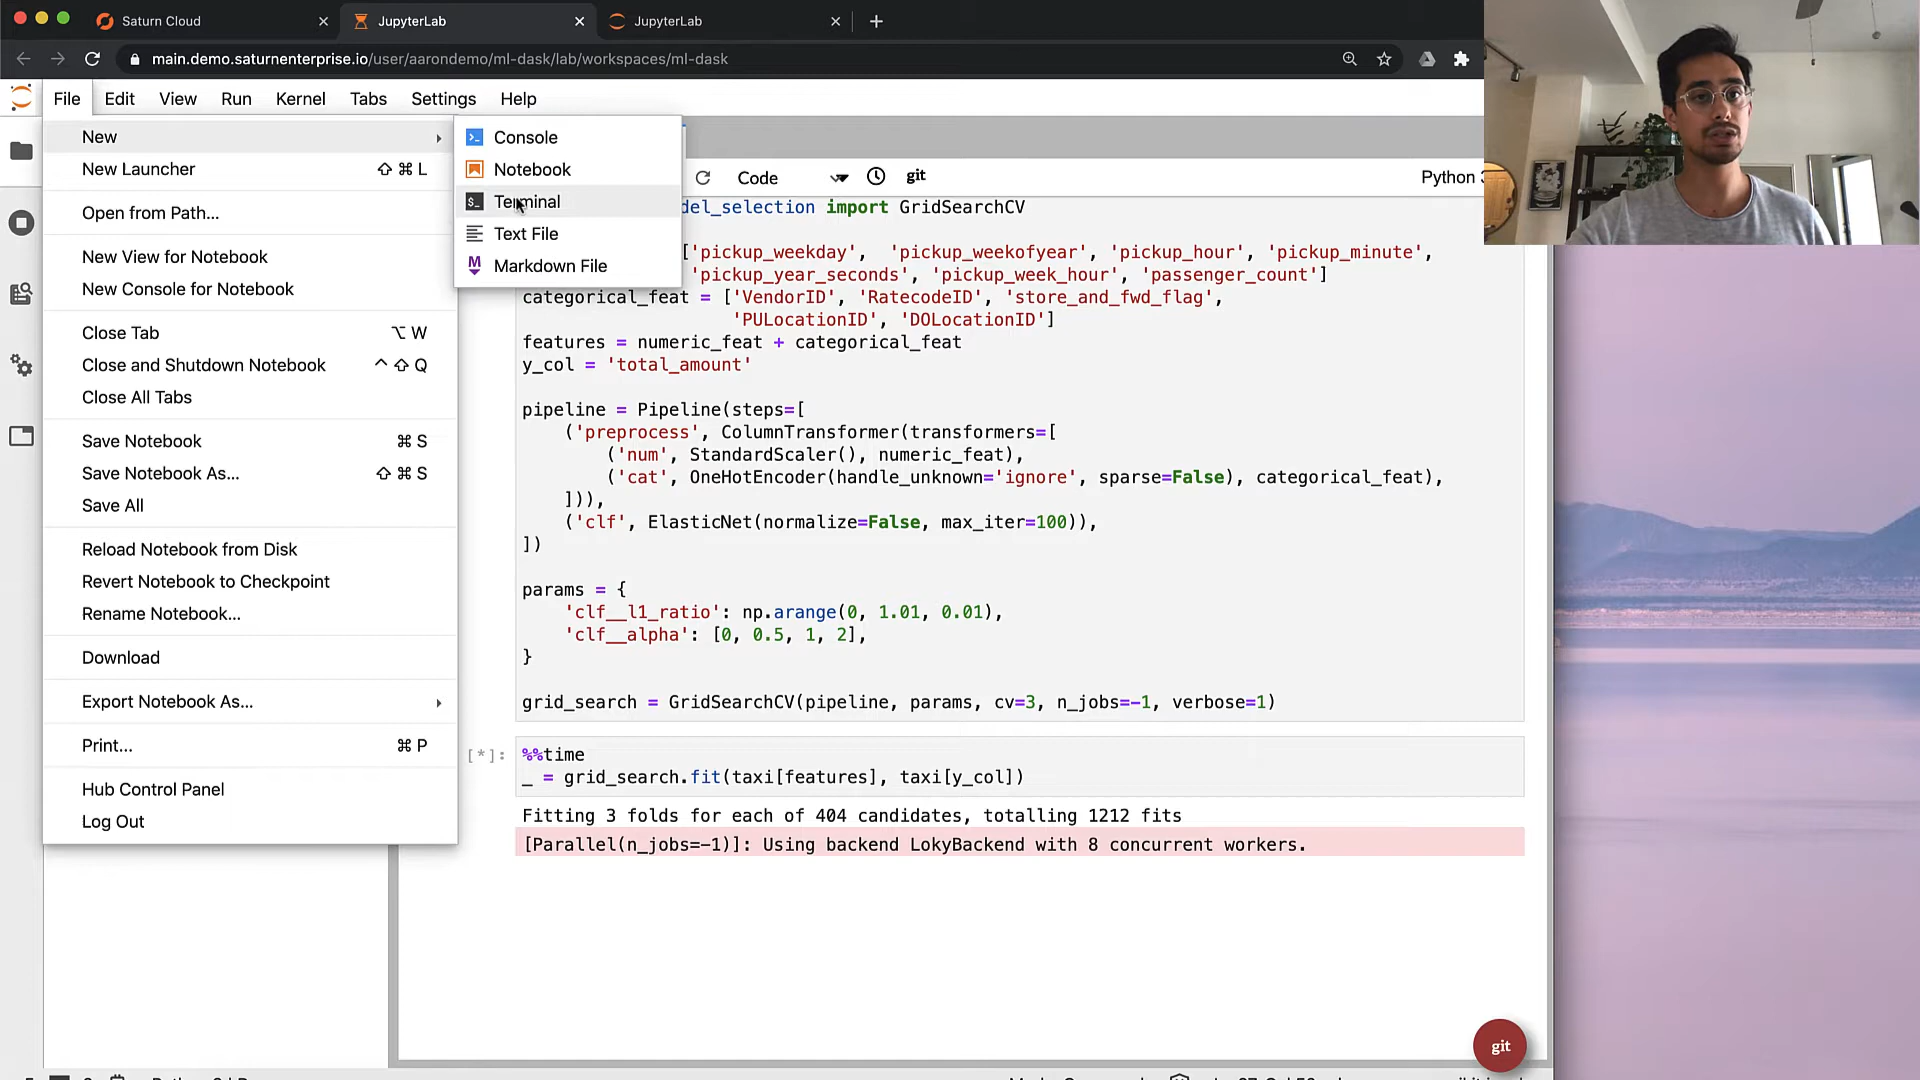 Saturn Cloud
JupyterLab
JupyterLab
main.demo.saturnenterprise.io/user/aarondemo/ml-dask/lab/workspaces/ml-dask
File Edit View Run Kernel Tabs Settings Help
New
New Launcher ⇧ ⌘ L
Open from Path...
New View for Notebook
New Console for Notebook
Close Tab ⌥ W
Close and Shutdown Notebook ^ ⇧ Q
Close All Tabs
Save Notebook ⌘ S
Save Notebook As... ⇧ ⌘ S
Save All
Reload Notebook from Disk
Revert Notebook to Checkpoint
Rename Notebook...
Download
Export Notebook As...
Print... ⌘ P
Hub Control Panel
Log Out
Console
Notebook
Terminal
Text File
Markdown File
Code git Python 3
del_selection import GridSearchCV
['pickup_weekday', 'pickup_weekofyear', 'pickup_hour', 'pickup_minute',
'pickup_year_seconds', 'pickup_week_hour', 'passenger_count']
categorical_feat = ['VendorID', 'RatecodeID', 'store_and_fwd_flag',
'PULocationID', 'DOLocationID']
features = numeric_feat + categorical_feat
y_col = 'total_amount'
pipeline = Pipeline(steps=[
('preprocess', ColumnTransformer(transformers=[
('num', StandardScaler(), numeric_feat),
('cat', OneHotEncoder(handle_unknown='ignore', sparse=False), categorical_feat),
])),
('clf', ElasticNet(normalize=False, max_iter=100)),
])
params = {
'clf__l1_ratio': np.arange(0, 1.01, 0.01),
'clf__alpha': [0, 0.5, 1, 2],
}
grid_search = GridSearchCV(pipeline, params, cv=3, n_jobs=-1, verbose=1)
[*]: %%time
_ = grid_search.fit(taxi[features], taxi[y_col])
Fitting 3 folds for each of 404 candidates, totalling 1212 fits
[Parallel(n_jobs=-1)]: Using backend LokyBackend with 8 concurrent workers.
git